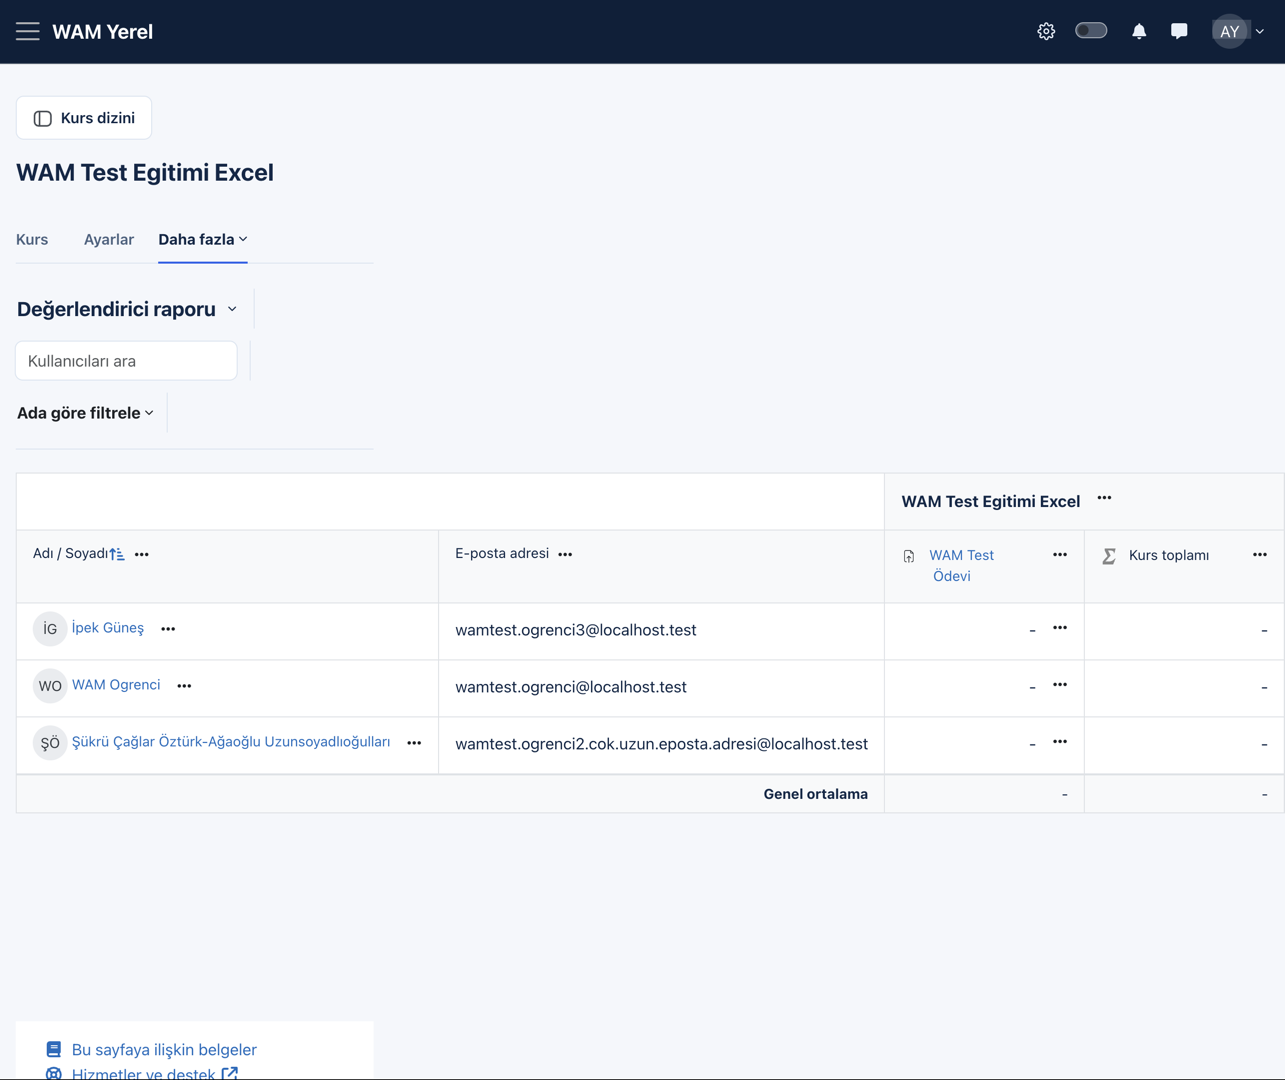 WAM Yerel
AY
Kurs dizini
WAM Test Egitimi Excel
Kurs Ayarlar Daha fazla
Değerlendirici raporu
Kullanıcıları ara
Ada göre filtrele
WAM Test Egitimi Excel
Adı / Soyadı E-posta adresi WAM Test Kurs toplamı
Ödevi
İG İpek Güneş wamtest.ogrenci3@localhost.test - -
WO WAM Ogrenci wamtest.ogrenci@localhost.test - -
ŞÖ Şükrü Çağlar Öztürk-Ağaoğlu Uzunsoyadlıoğulları wamtest.ogrenci2.cok.uzun.eposta.adresi@localhost.test - -
Genel ortalama - -
Bu sayfaya ilişkin belgeler
Hizmetler ve destek